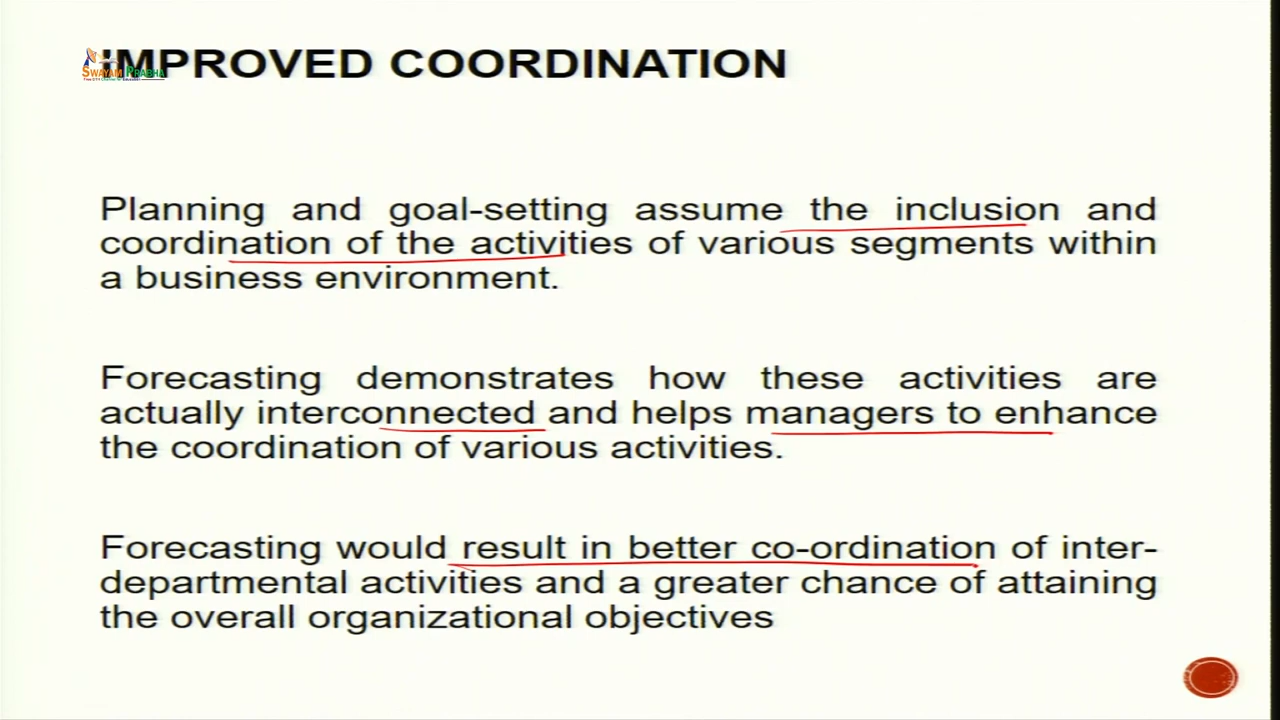 IMPROVED COORDINATION
SWAYAM PRABHA
Planning and goal-setting assume the inclusion and
coordination of the activities of various segments within
a business environment.
Forecasting demonstrates how these activities are
actually interconnected and helps managers to enhance
the coordination of various activities.
Forecasting would result in better co-ordination of inter-
departmental activities and a greater chance of attaining
the overall organizational objectives